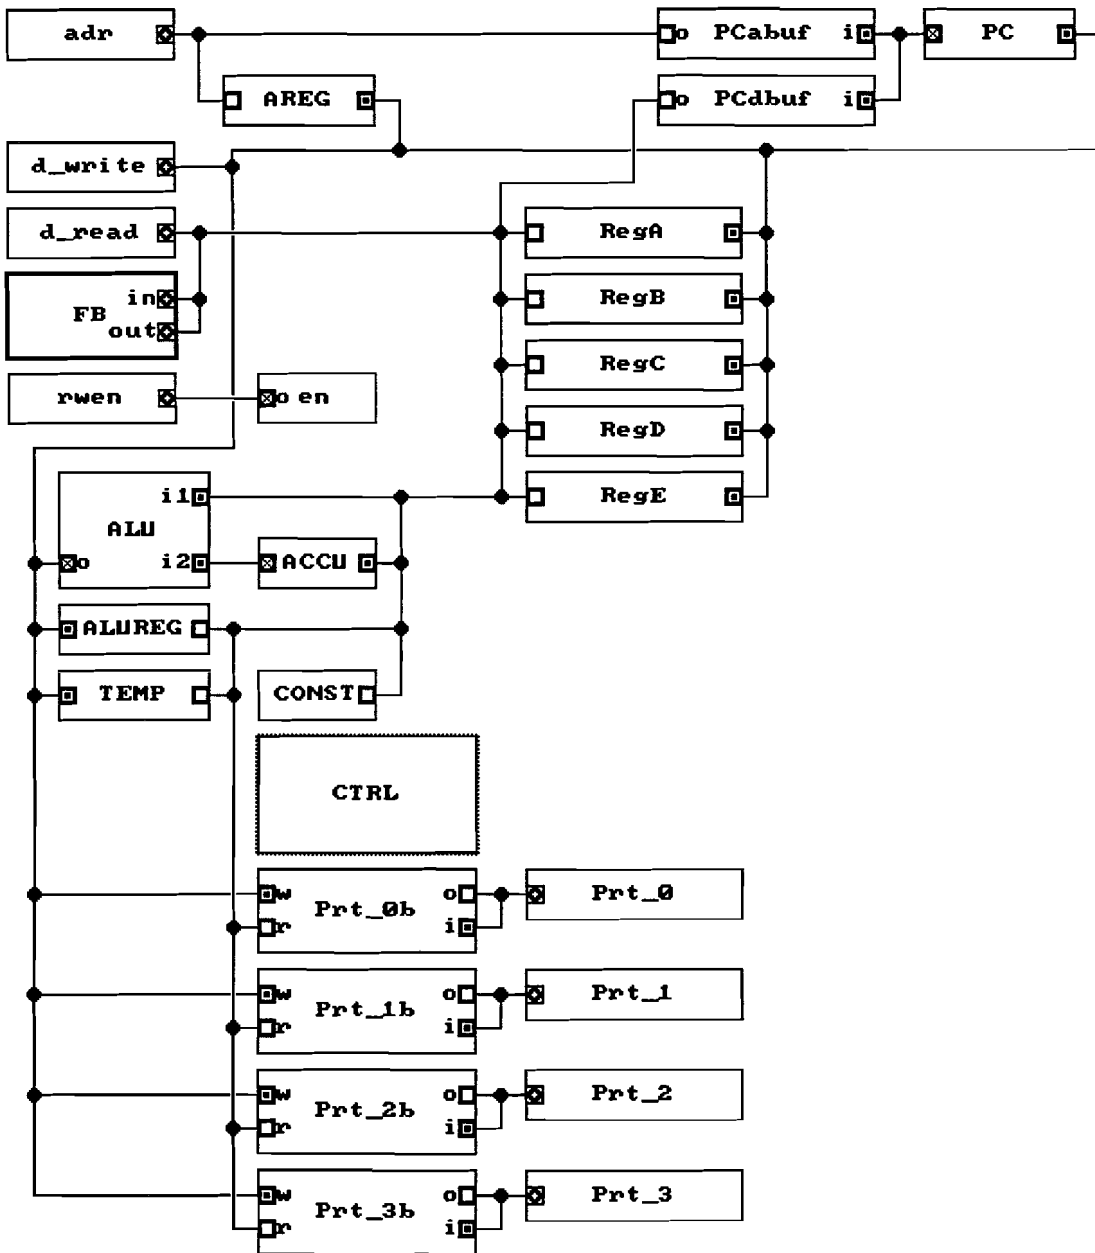 adr
o PCabuf i
PC
AREG
o PCdbuf i
d_write
d_read
RegA
in
FB
out
RegB
RegC
rwen
o en
RegD
i1
RegE
ALU
o
i2
ACCU
ALUREG
TEMP
CONST
CTRL
w
Prt_0b
o
r
i
Prt_0
w
Prt_1b
o
r
i
Prt_1
w
Prt_2b
o
r
i
Prt_2
w
Prt_3b
o
r
i
Prt_3